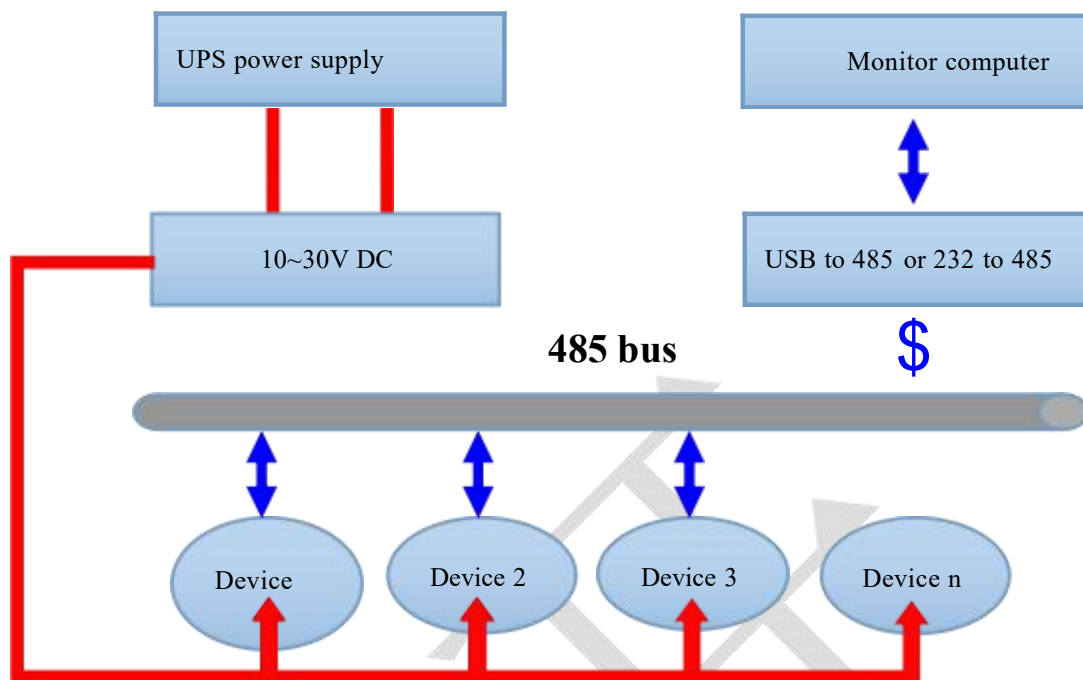 UPS power supply
Monitor computer
10~30V DC
USB to 485 or 232 to 485
485 bus
$
Device
Device 2
Device 3
Device n